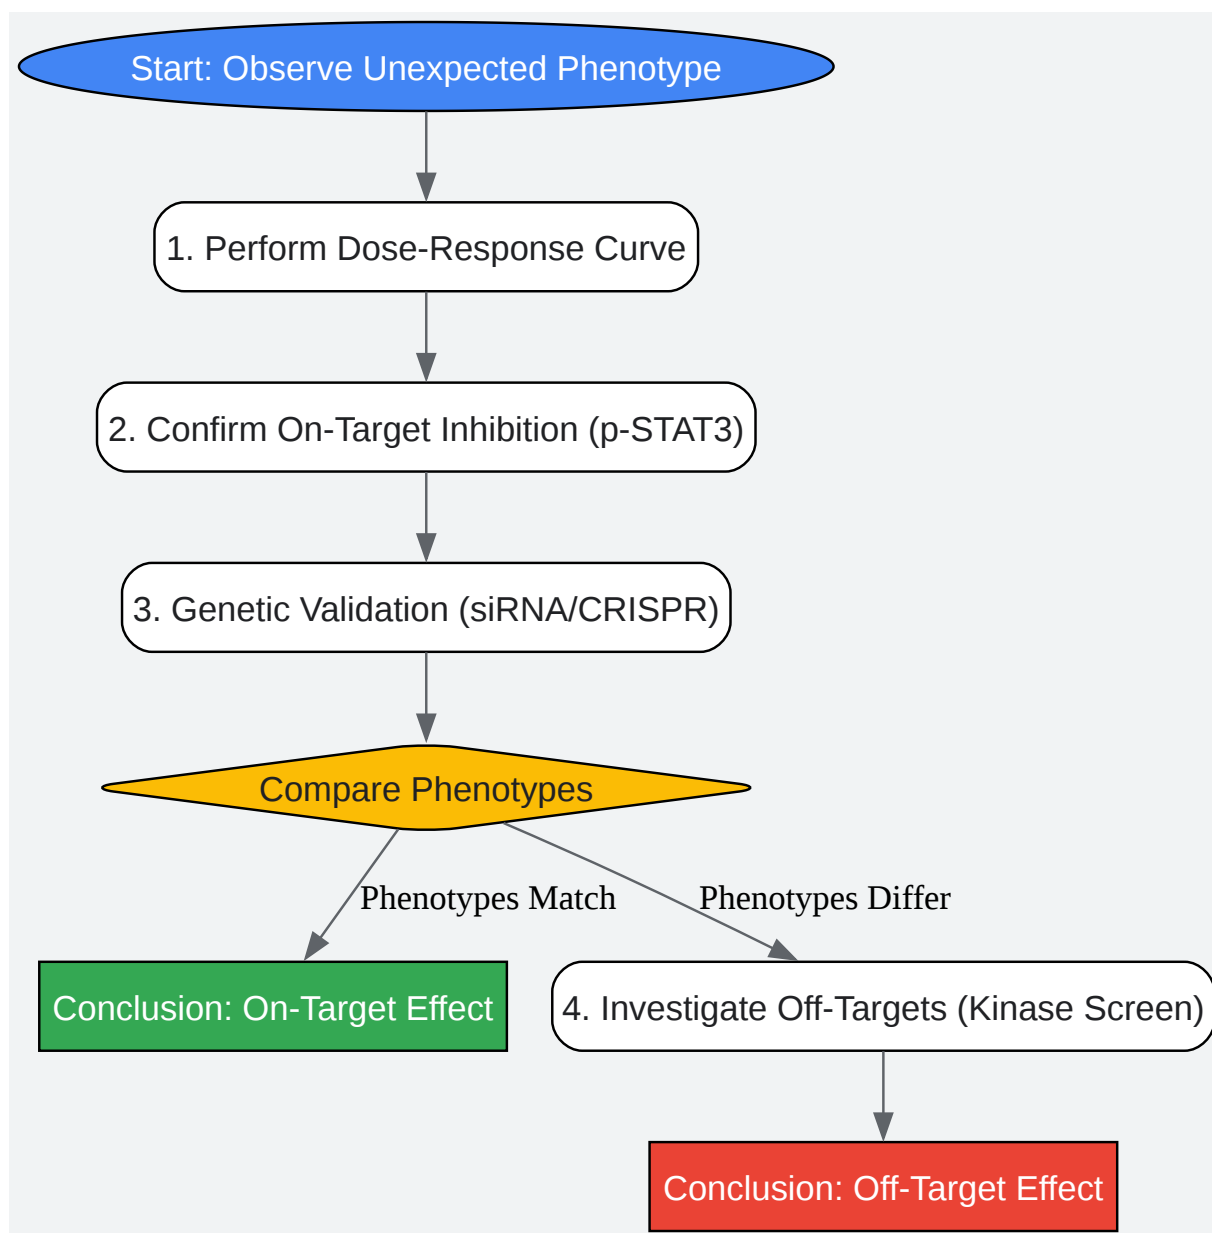 Start: Observe Unexpected Phenotype
1. Perform Dose-Response Curve
2. Confirm On-Target Inhibition (p-STAT3)
3. Genetic Validation (siRNA/CRISPR)
Compare Phenotypes
Phenotypes Match
Phenotypes Differ
Conclusion: On-Target Effect
4. Investigate Off-Targets (Kinase Screen)
Conclusion: Off-Target Effect